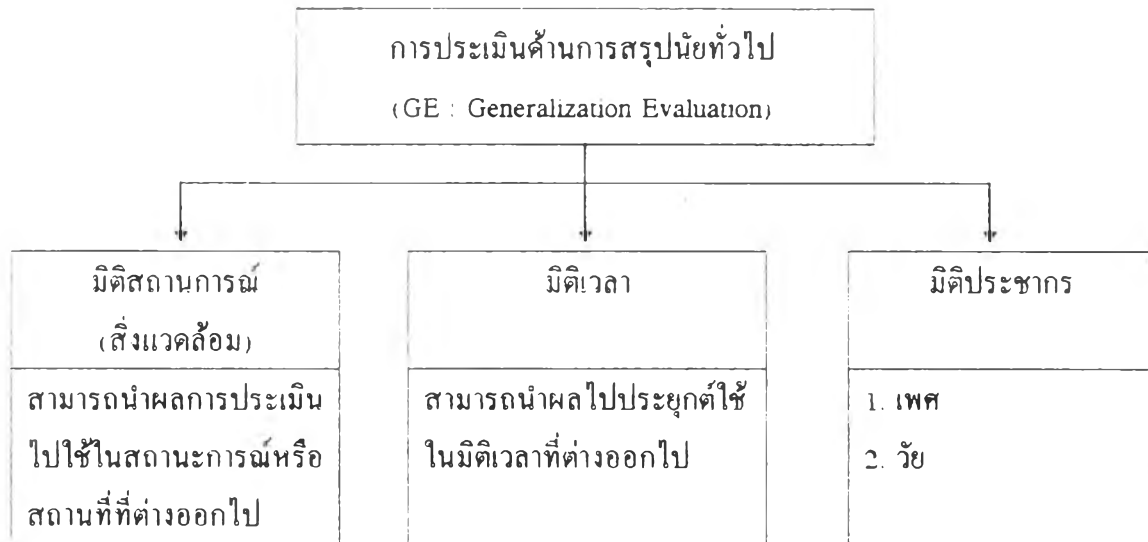 การประเมินด้านการสรุปนัยทั่วไป
(GE : Generalization Evaluation)
มิติสถานการณ์
(สิ่งแวดล้อม)
สามารถนำผลการประเมิน
ไปใช้ในสถานะการณ์หรือ
สถานที่ที่ต่างออกไป
มิติเวลา
สามารถนำผลไปประยุกต์ใช้
ในมิติเวลาที่ต่างออกไป
มิติประชากร
1. เพศ
2. วัย